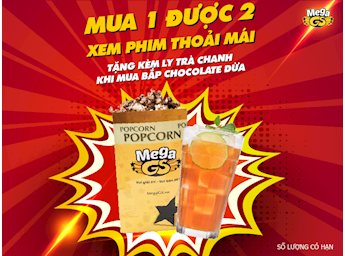 MUA 1 ĐƯỢC 2
XEM PHIM THOẢI MÁI
TẶNG KÈM LY TRÀ CHANH
KHI MUA BẮP CHOCOLATE DỪA
Mega
GS
POPCORN
POPCORN
Mega
GS
SỐ LƯỢNG CÓ HẠN